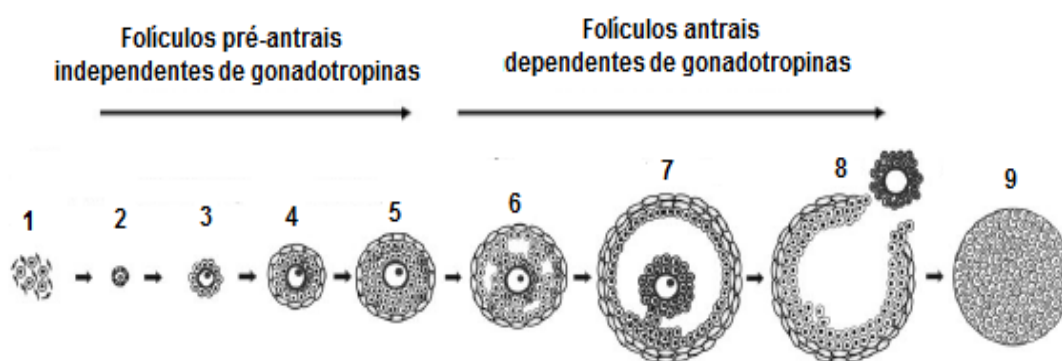 Folículos pré-antrais
independentes de gonadotropinas
Folículos antrais
dependentes de gonadotropinas
1
2
3
4
5
6
7
8
9